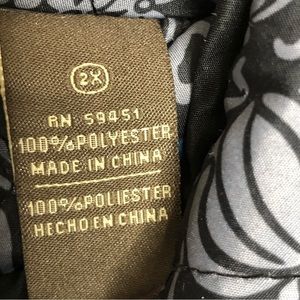 2X
RN 59451
100%POLYESTER
MADE IN CHINA
100%POLIESTER
HECHO EN CHINA